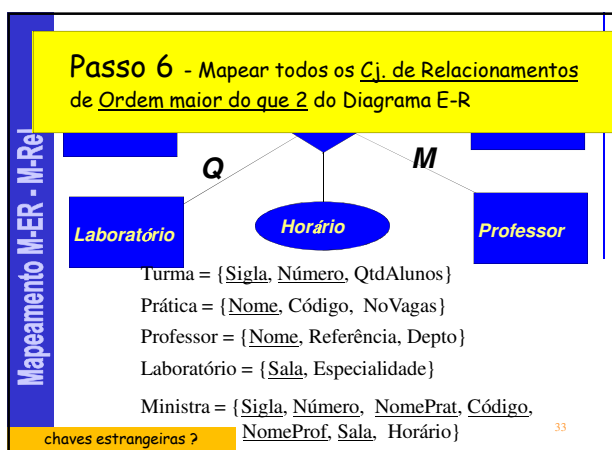 Passo 6 - Mapear todos os Cj. de Relacionamentos
de Ordem maior do que 2 do Diagrama E-R
Mapeamento M-ER - M-Rel
Q
M
Laboratório
Horário
Professor
Turma = {Sigla, Número, QtdAlunos}
Prática = {Nome, Código, NoVagas}
Professor = {Nome, Referência, Depto}
Laboratório = {Sala, Especialidade}
Ministra = {Sigla, Número, NomePrat, Código,
NomeProf, Sala, Horário}
chaves estrangeiras ?
33